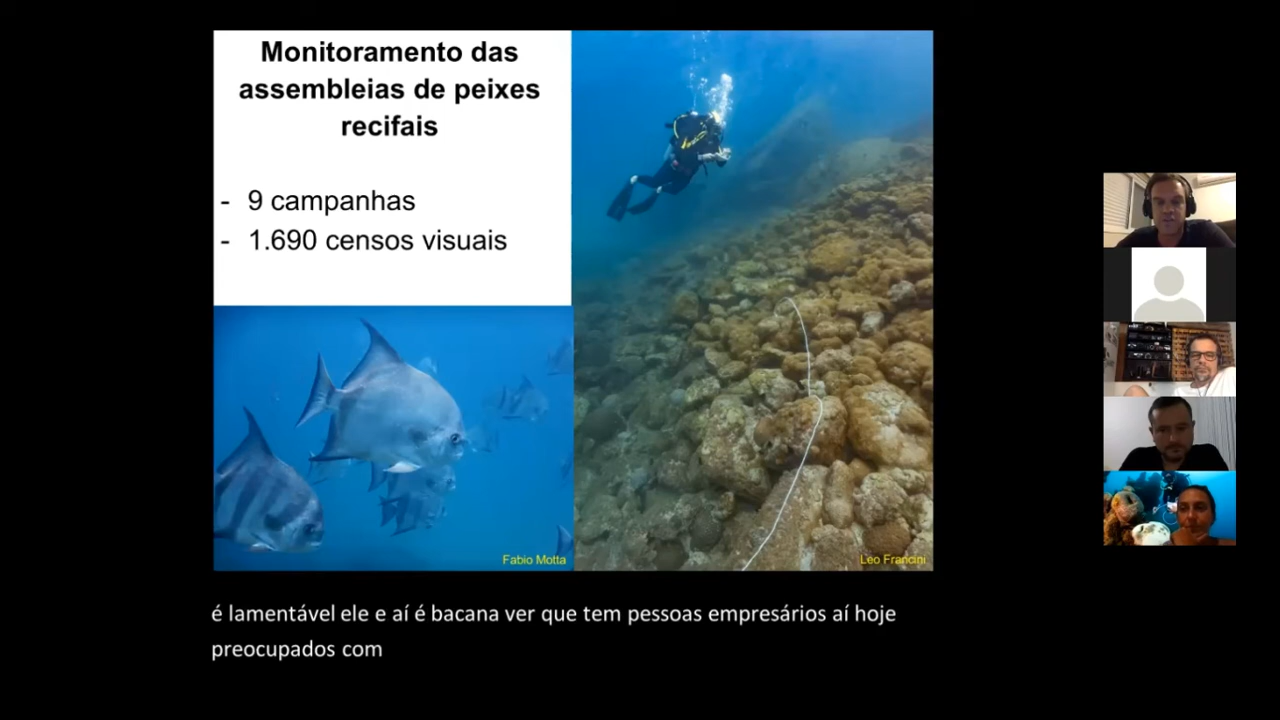 Monitoramento das
assembleias de peixes
recifais
- 9 campanhas
- 1.690 censos visuais
Fabio Motta
Leo Francini
é lamentável ele e aí é bacana ver que tem pessoas empresários aí hoje
preocupados com